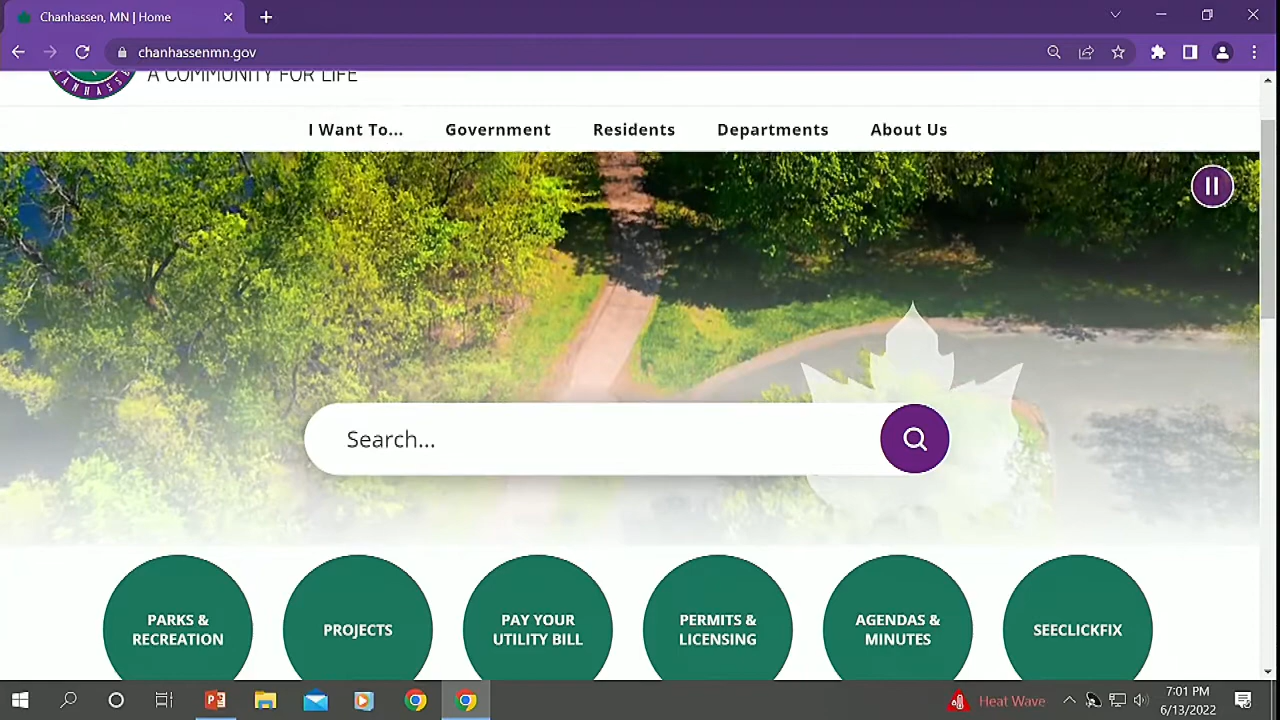 Chanhassen, MN | Home
chanhassenmn.gov
A COMMUNITY FOR LIFE
I Want To...
Government
Residents
Departments
About Us
Search...
PARKS &
RECREATION
PROJECTS
PAY YOUR
UTILITY BILL
PERMITS &
LICENSING
AGENDAS &
MINUTES
SEECLICKFIX
Heat Wave
7:01 PM
6/13/2022